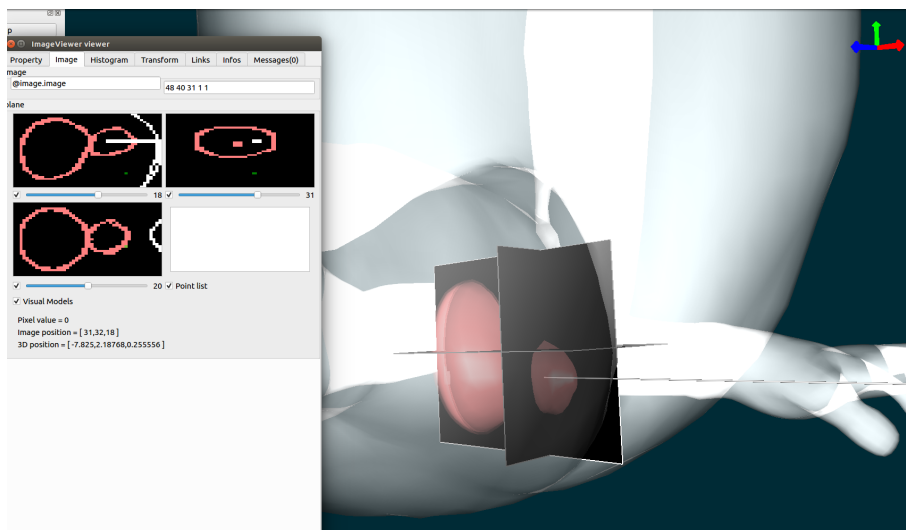 p
ImageViewer viewer
Property Image Histogram Transform Links Infos Messages(0)
mage
@image.image 48 40 31 1 1
plane
18 31
20 Point list
Visual Models
Pixel value = 0
Image position = [ 31,32,18 ]
3D position = [ -7.825,2.18768,0.255556 ]